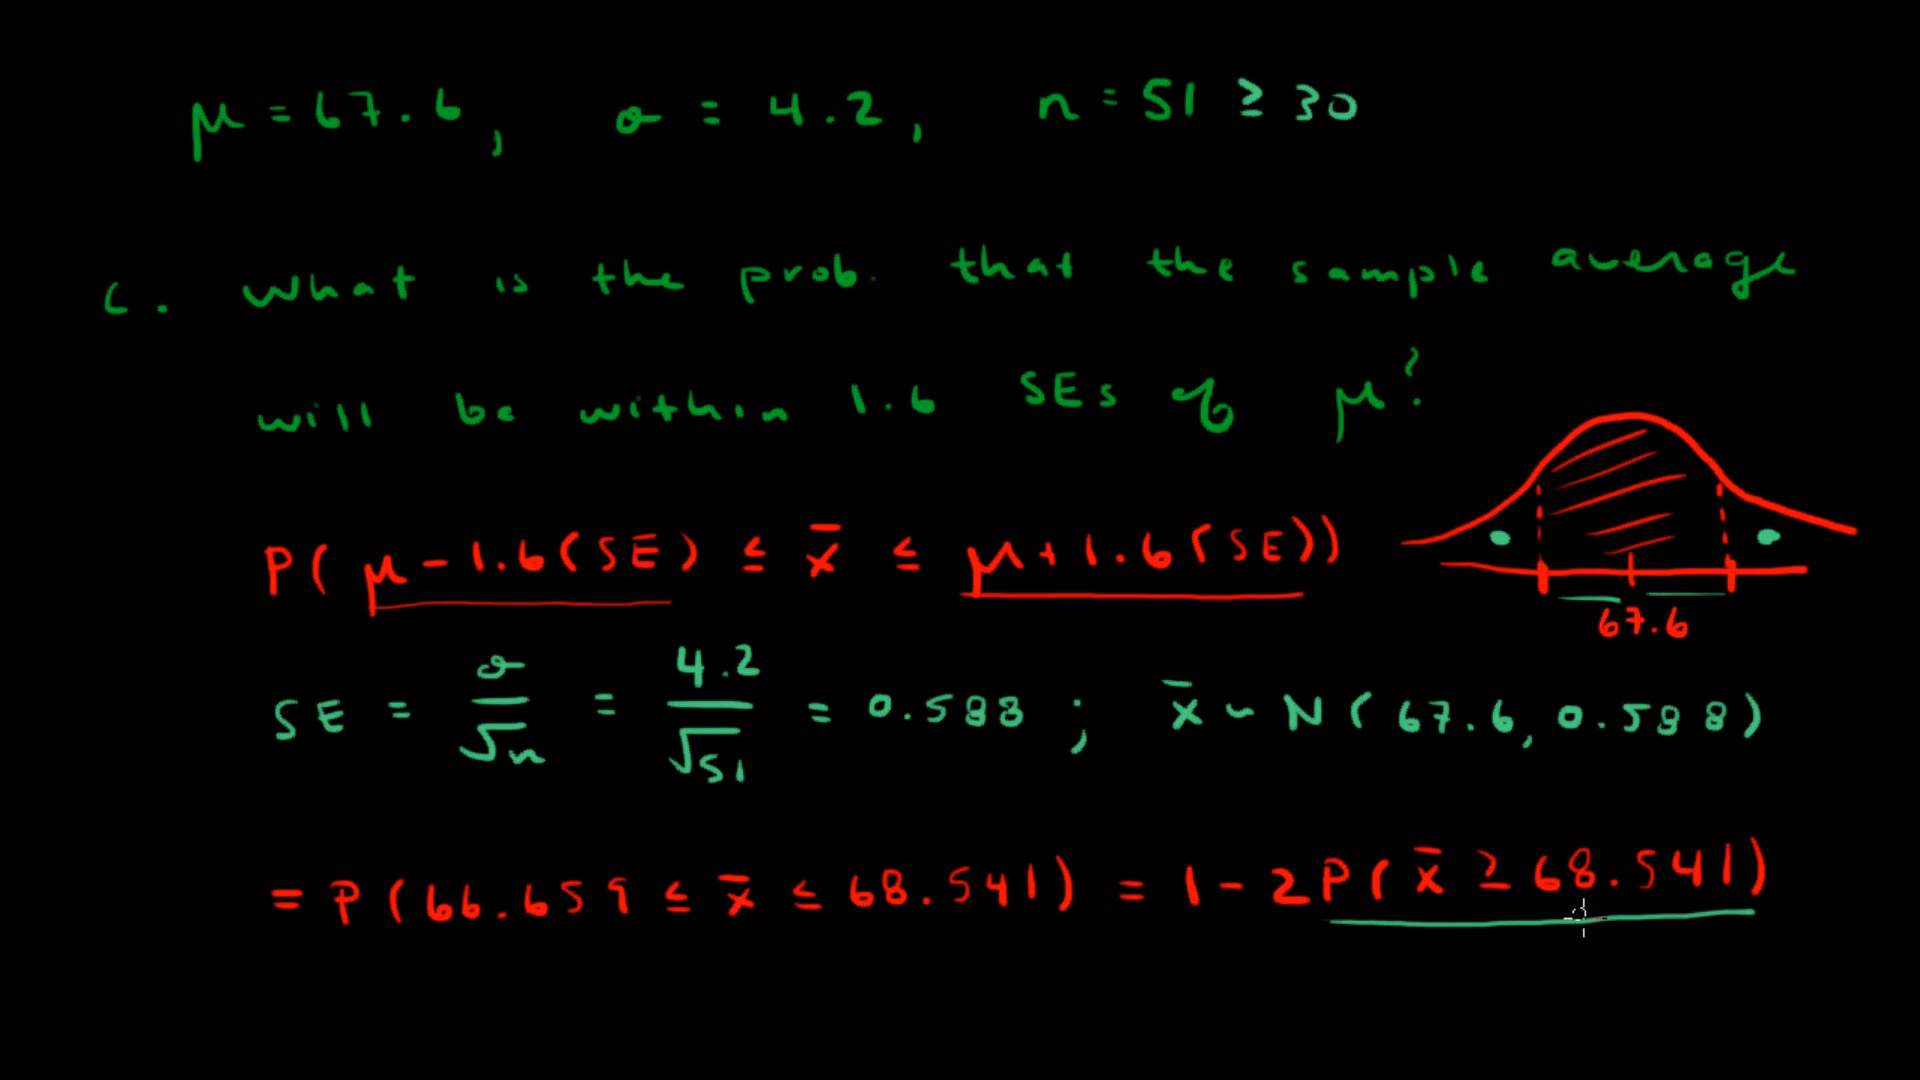 μ = 67.6, σ = 4.2, n = 51 ≥ 30
c. What is the prob. that the sample average
will be within 1.6 SEs of μ?
P( μ - 1.6(SE) ≤ x̄ ≤ μ + 1.6(SE))
67.6
SE = σ/√n = 4.2/√51 = 0.588 ; x̄ ~ N(67.6, 0.588)
= P(66.659 ≤ x̄ ≤ 68.541) = 1 - 2P(x̄ ≥ 68.541)